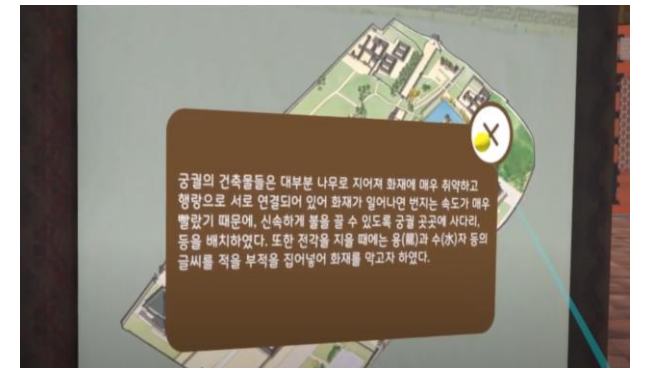 궁궐의 건축물들은 대부분 나무로 지어져 화재에 매우 취약하고
행랑으로 서로 연결되어 있어 화재가 일어나면 번지는 속도가 매우
빨랐기 때문에, 신속하게 불을 끌 수 있도록 궁궐 곳곳에 사다리,
등을 배치하였다. 또한 전각을 지을 때에는 용(龍)과 수(水)자 등의
글씨를 적을 부적을 집어넣어 화재를 막고자 하였다.